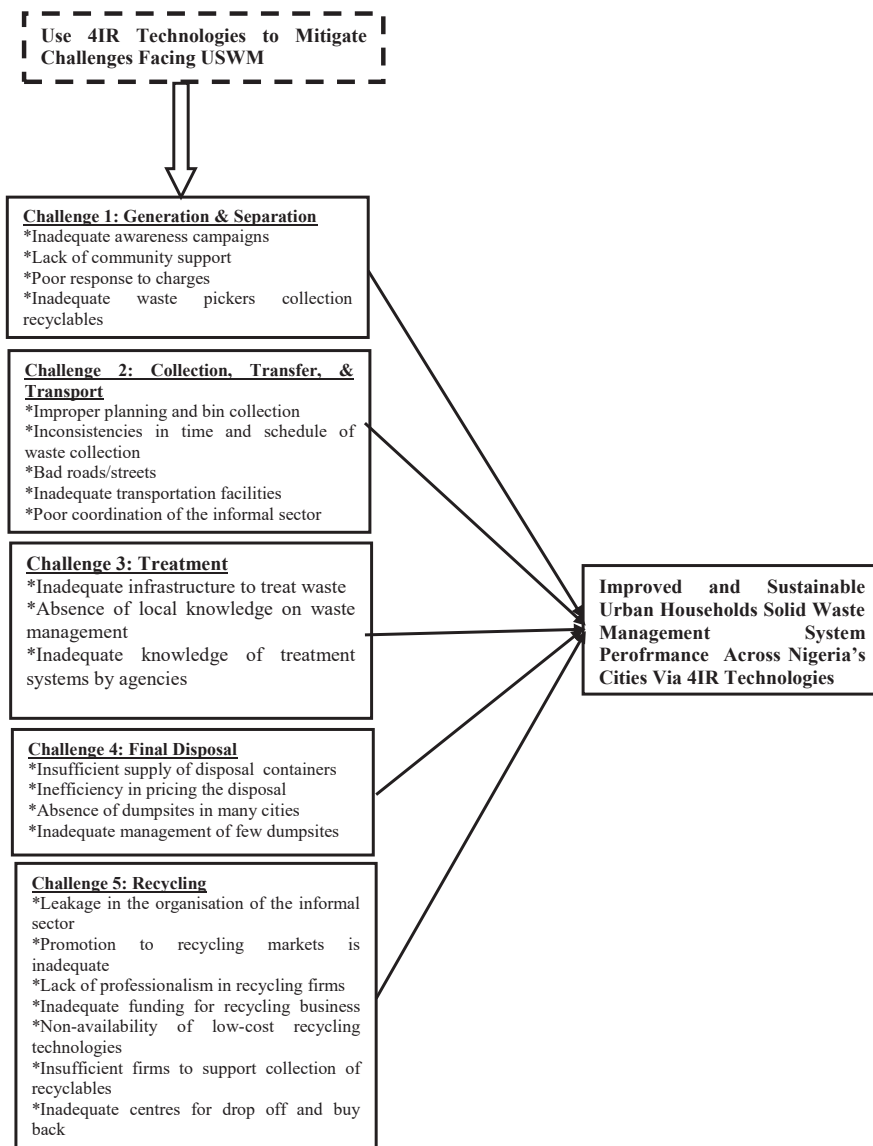 Use 4IR Technologies to Mitigate
Challenges Facing USWM
Challenge 1: Generation & Separation
*Inadequate awareness campaigns
*Lack of community support
*Poor response to charges
*Inadequate waste pickers collection
recyclables
Challenge 2: Collection, Transfer, &
Transport
*Improper planning and bin collection
*Inconsistencies in time and schedule of
waste collection
*Bad roads/streets
*Inadequate transportation facilities
*Poor coordination of the informal sector
Challenge 3: Treatment
*Inadequate infrastructure to treat waste
*Absence of local knowledge on waste
management
*Inadequate knowledge of treatment
systems by agencies
Challenge 4: Final Disposal
*Insufficient supply of disposal containers
*Inefficiency in pricing the disposal
*Absence of dumpsites in many cities
*Inadequate management of few dumpsites
Challenge 5: Recycling
*Leakage in the organisation of the informal
sector
*Promotion to recycling markets is
inadequate
*Lack of professionalism in recycling firms
*Inadequate funding for recycling business
*Non-availability of low-cost recycling
technologies
*Insufficient firms to support collection of
recyclables
*Inadequate centres for drop off and buy
back
Improved and Sustainable
Urban Households Solid Waste
Management System
Perofrmance Across Nigeria's
Cities Via 4IR Technologies